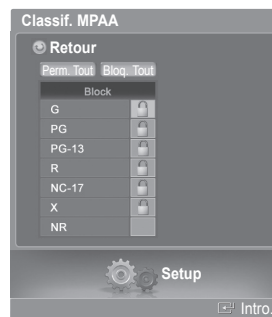 Classif. MPAA
Retour
Perm. Tout Bloq. Tout
Block
G
PG
PG-13
R
NC-17
X
NR
Setup
Intro.